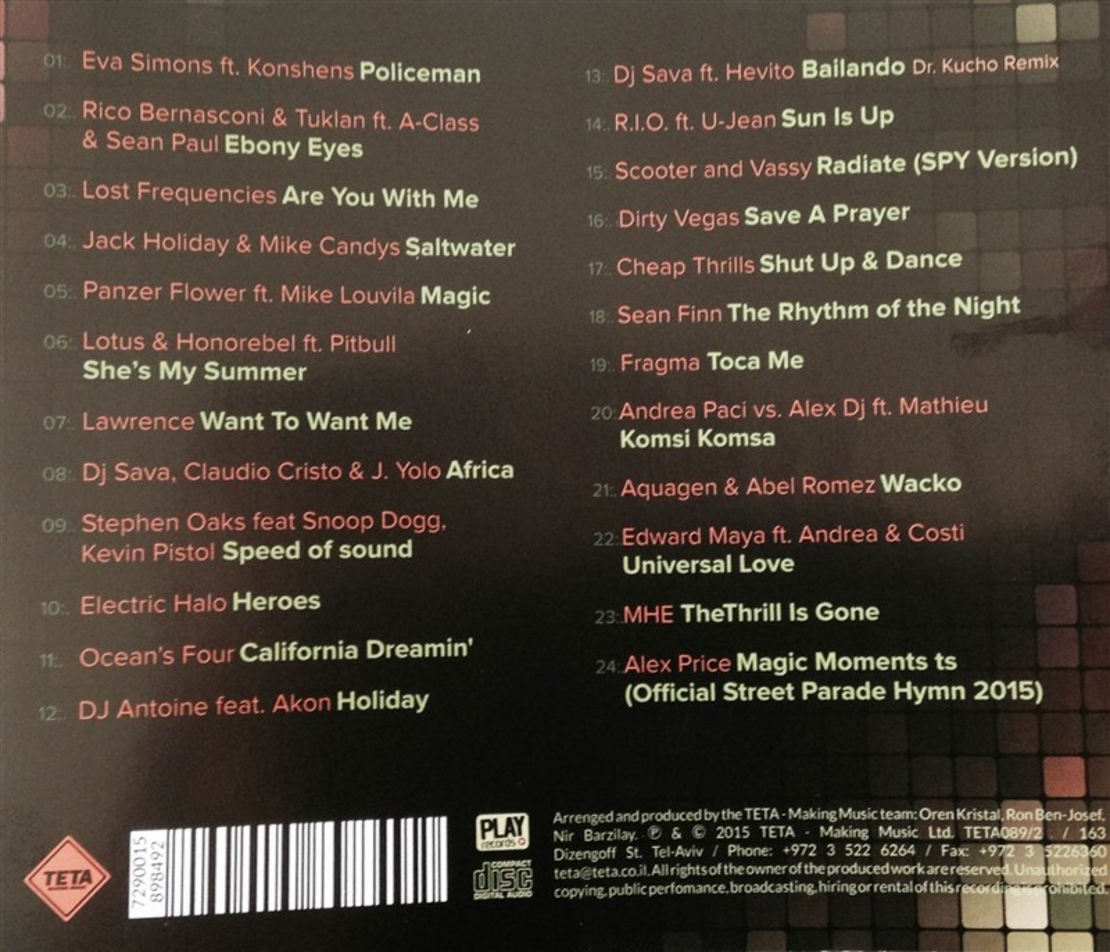 01:. Eva Simons ft. Konshens Policeman
02:. Rico Bernasconi & Tuklan ft. A-Class
& Sean Paul Ebony Eyes
03:. Lost Frequencies Are You With Me
04:. Jack Holiday & Mike Candys Saltwater
05:. Panzer Flower ft. Mike Louvila Magic
06:. Lotus & Honorebel ft. Pitbull
She's My Summer
07:. Lawrence Want To Want Me
08:. Dj Sava, Claudio Cristo & J. Yolo Africa
09:. Stephen Oaks feat Snoop Dogg,
Kevin Pistol Speed of sound
10:. Electric Halo Heroes
11:. Ocean's Four California Dreamin'
12:. DJ Antoine feat. Akon Holiday
13:. Dj Sava ft. Hevito Bailando Dr. Kucho Remix
14:. R.I.O. ft. U-Jean Sun Is Up
15:. Scooter and Vassy Radiate (SPY Version)
16:. Dirty Vegas Save A Prayer
17:. Cheap Thrills Shut Up & Dance
18:. Sean Finn The Rhythm of the Night
19:. Fragma Toca Me
20:. Andrea Paci vs. Alex Dj ft. Mathieu
Komsi Komsa
21:. Aquagen & Abel Romez Wacko
22:. Edward Maya ft. Andrea & Costi
Universal Love
23:. MHE TheThrill Is Gone
24:. Alex Price Magic Moments ts
(Official Street Parade Hymn 2015)
TETA
7290015
898492
PLAY
records
COMPACT
disc
DIGITAL AUDIO
Arrenged and produced by the TETA - Making Music team: Oren Kristal, Ron Ben-Josef,
Nir Barzilay. ℗ & © 2015 TETA - Making Music Ltd. TETA089/2 . / 163
Dizengoff St. Tel-Aviv / Phone: +972 3 522 6264 / Fax: +972 3 5226360
teta@teta.co.il. All rights of the owner of the produced work are reserved. Unauthorized
copying, public perfomance, broadcasting, hiring or rental of this recording is prohibited.